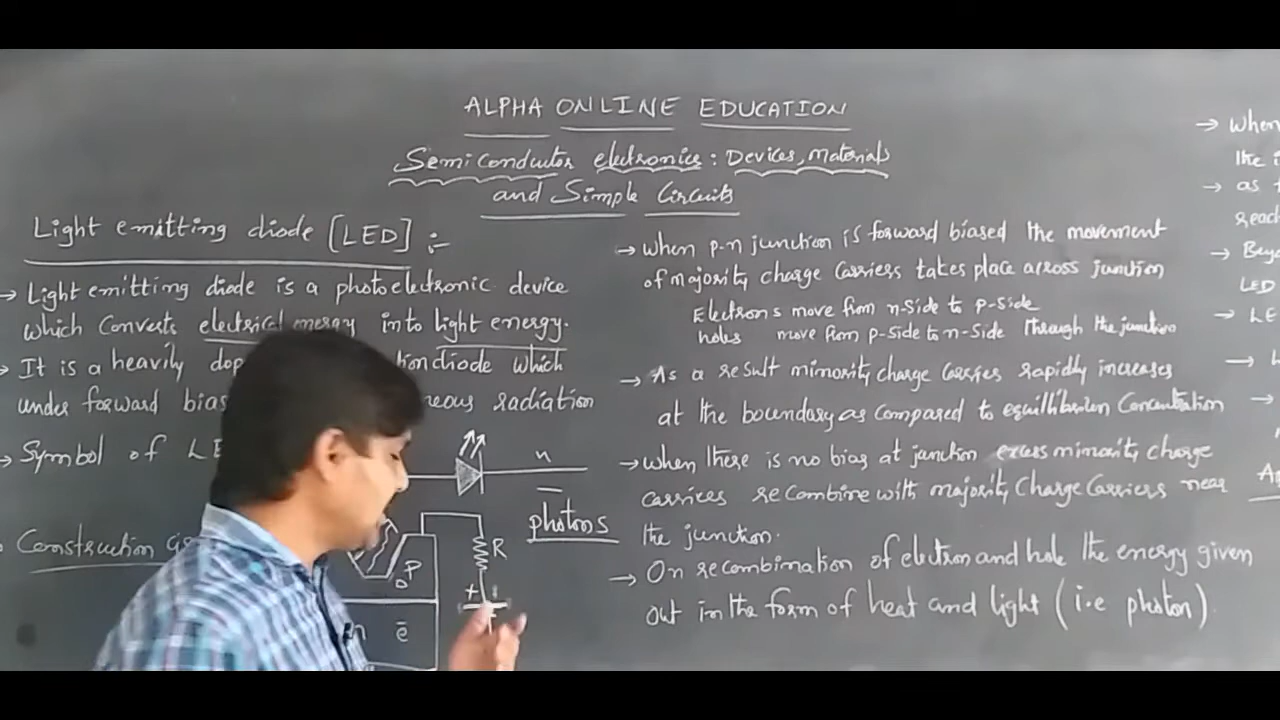 ALPHA ONLINE EDUCATION
Semiconductor electronics: Devices, Materials
and Simple Circuits
Light emitting diode [LED] :-
→ Light emitting diode is a photoelectronic device
which Converts electrical energy into light energy.
→ It is a heavily dop diode which
under forward bias radiation
→ Symbol of LE
n
photons
Construction
R
P
+
n e̅
→ When p-n junction is forward biased the movement
of majority charge Carriers takes place across junction
Electrons move from n-Side to p-Side
holes move from p-Side to n-Side through the junction
→ As a result minority charge Carries rapidly increases
at the boundary as Compared to equillibrium Concentration
→ When there is no bias at junction excess minority charge
Carrices recombine with majority Charge Carriers near
the junction.
→ On recombination of electron and hole the energy given
out in the form of heat and light (i.e photon)
→ When
→ as
→
LED
→ LE
→
→